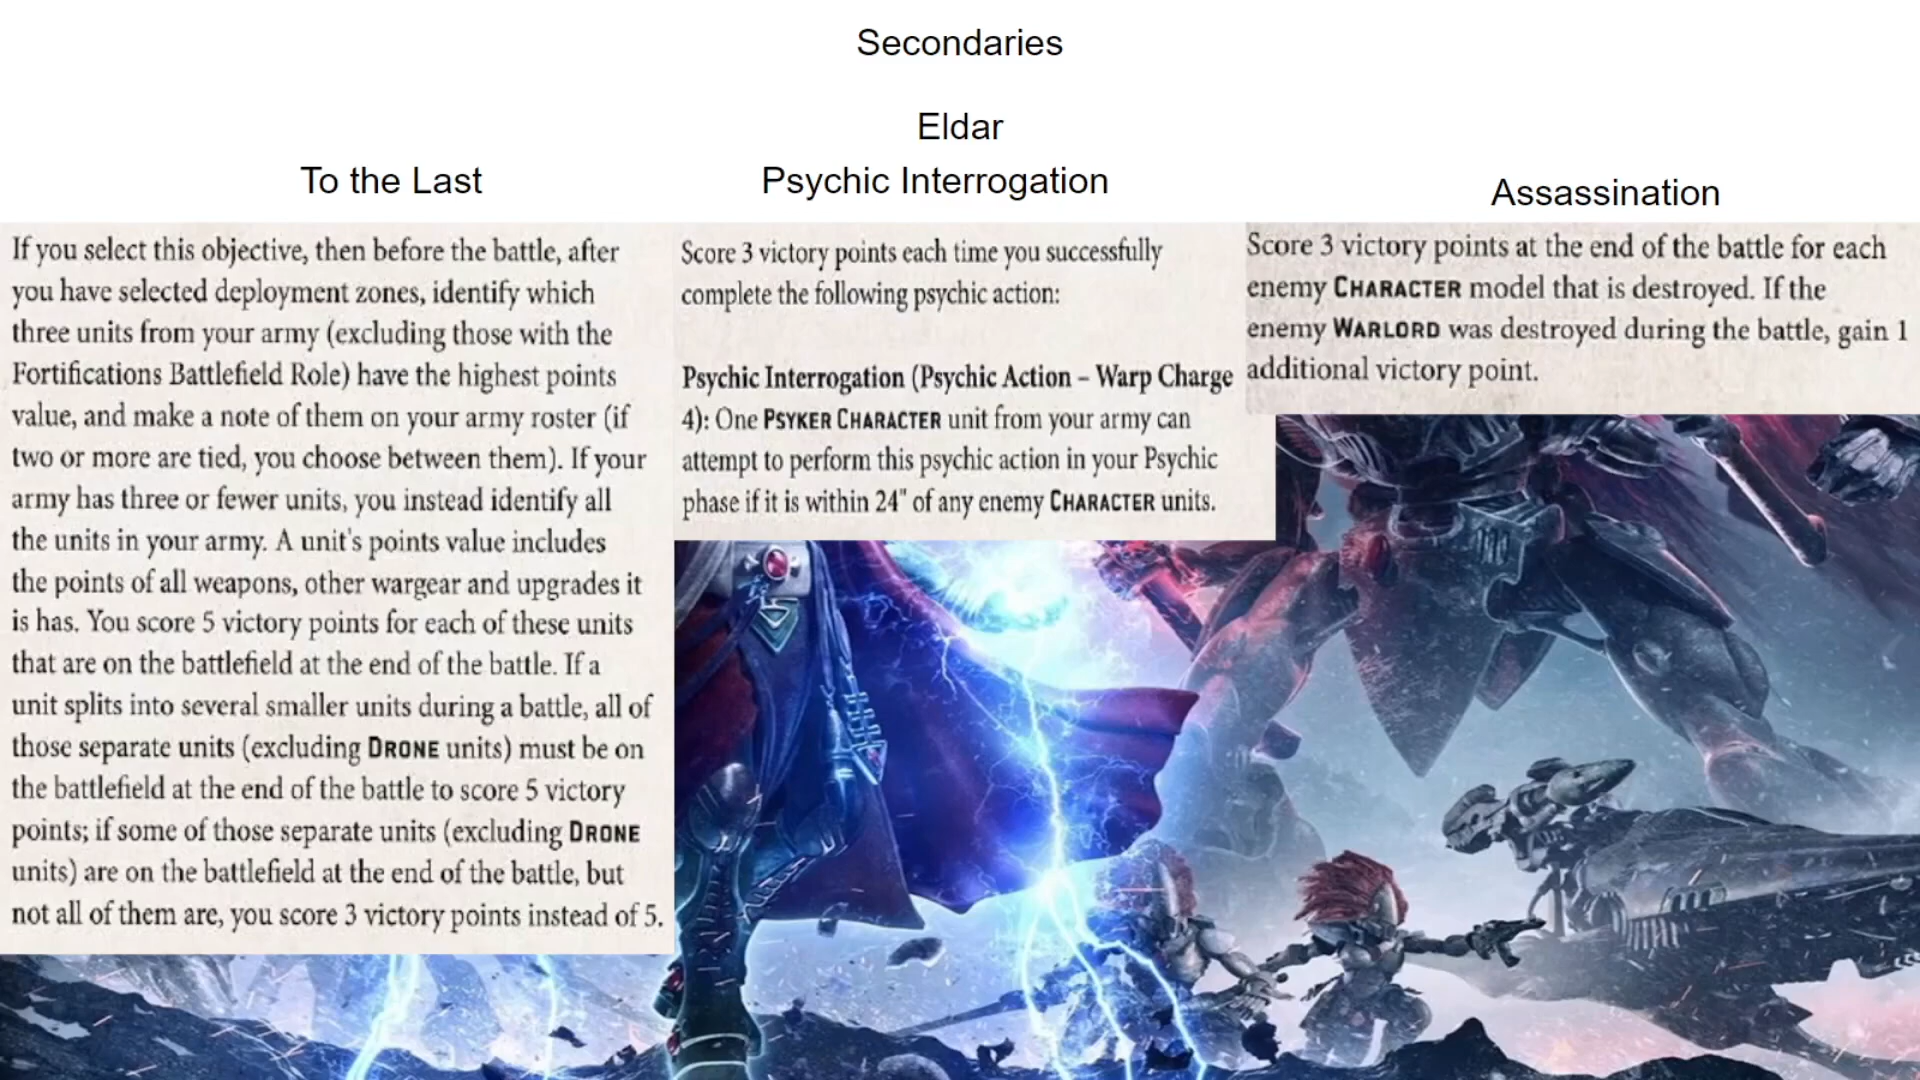 Secondaries
Eldar
To the Last
If you select this objective, then before the battle, after
you have selected deployment zones, identify which
three units from your army (excluding those with the
Fortifications Battlefield Role) have the highest points
value, and make a note of them on your army roster (if
two or more are tied, you choose between them). If your
army has three or fewer units, you instead identify all
the units in your army. A unit's points value includes
the points of all weapons, other wargear and upgrades it
is has. You score 5 victory points for each of these units
that are on the battlefield at the end of the battle. If a
unit splits into several smaller units during a battle, all of
those separate units (excluding DRONE units) must be on
the battlefield at the end of the battle to score 5 victory
points; if some of those separate units (excluding DRONE
units) are on the battlefield at the end of the battle, but
not all of them are, you score 3 victory points instead of 5.
Psychic Interrogation
Score 3 victory points each time you successfully
complete the following psychic action:
Psychic Interrogation (Psychic Action – Warp Charge
4): One PSYKER CHARACTER unit from your army can
attempt to perform this psychic action in your Psychic
phase if it is within 24" of any enemy CHARACTER units.
Assassination
Score 3 victory points at the end of the battle for each
enemy CHARACTER model that is destroyed. If the
enemy WARLORD was destroyed during the battle, gain 1
additional victory point.